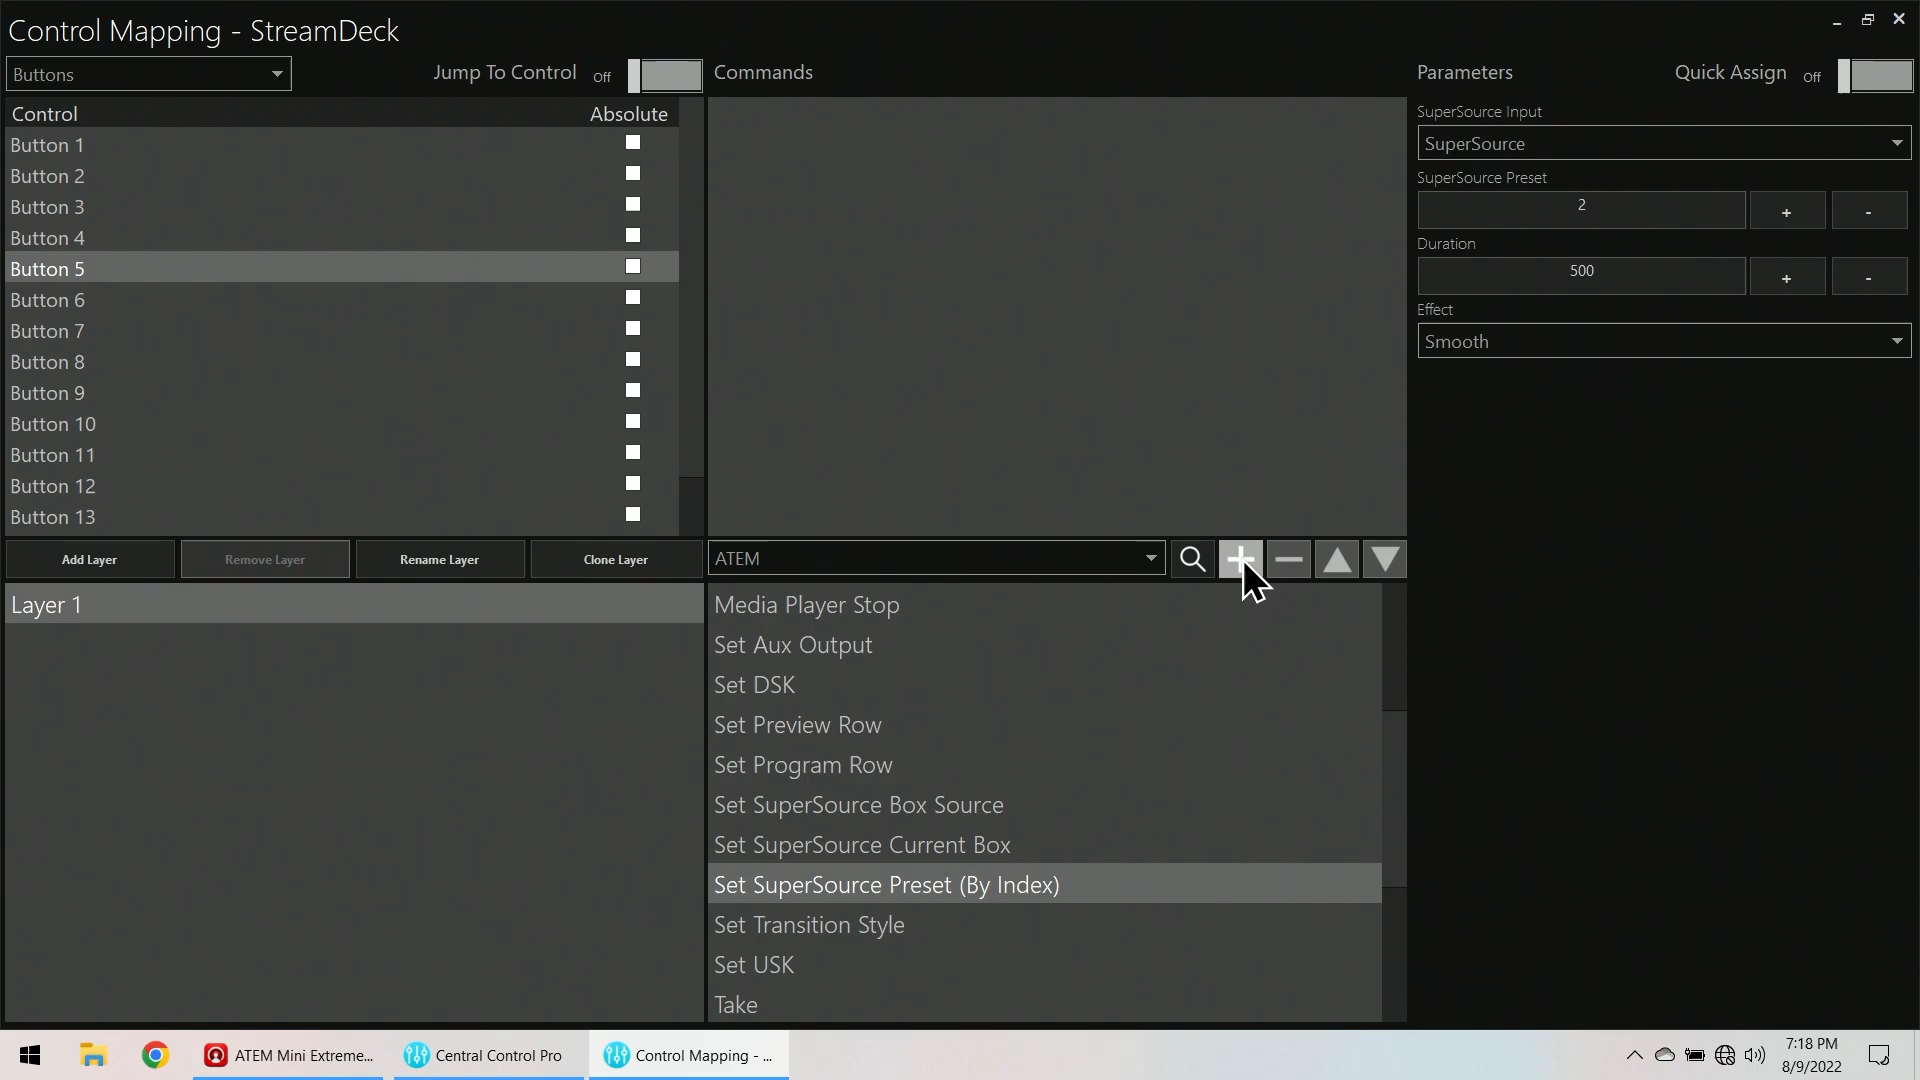 Control Mapping - StreamDeck
Buttons
Jump To Control Off
Commands
Parameters
Quick Assign Off
Control Absolute
Button 1
Button 2
Button 3
Button 4
Button 5
Button 6
Button 7
Button 8
Button 9
Button 10
Button 11
Button 12
Button 13
SuperSource Input
SuperSource
SuperSource Preset
2 + -
Duration
500 + -
Effect
Smooth
Add Layer Remove Layer Rename Layer Clone Layer
ATEM
Layer 1
Media Player Stop
Set Aux Output
Set DSK
Set Preview Row
Set Program Row
Set SuperSource Box Source
Set SuperSource Current Box
Set SuperSource Preset (By Index)
Set Transition Style
Set USK
Take
ATEM Mini Extreme...
Central Control Pro
Control Mapping - ...
7:18 PM
8/9/2022